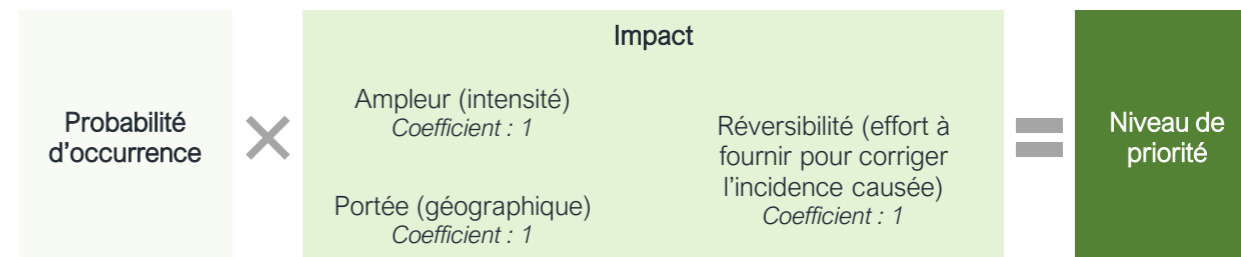 Probabilité
d'occurrence
×
Impact
Ampleur (intensité)
Coefficient : 1
Portée (géographique)
Coefficient : 1
Réversibilité (effort à
fournir pour corriger
l'incidence causée)
Coefficient : 1
=
Niveau de
priorité